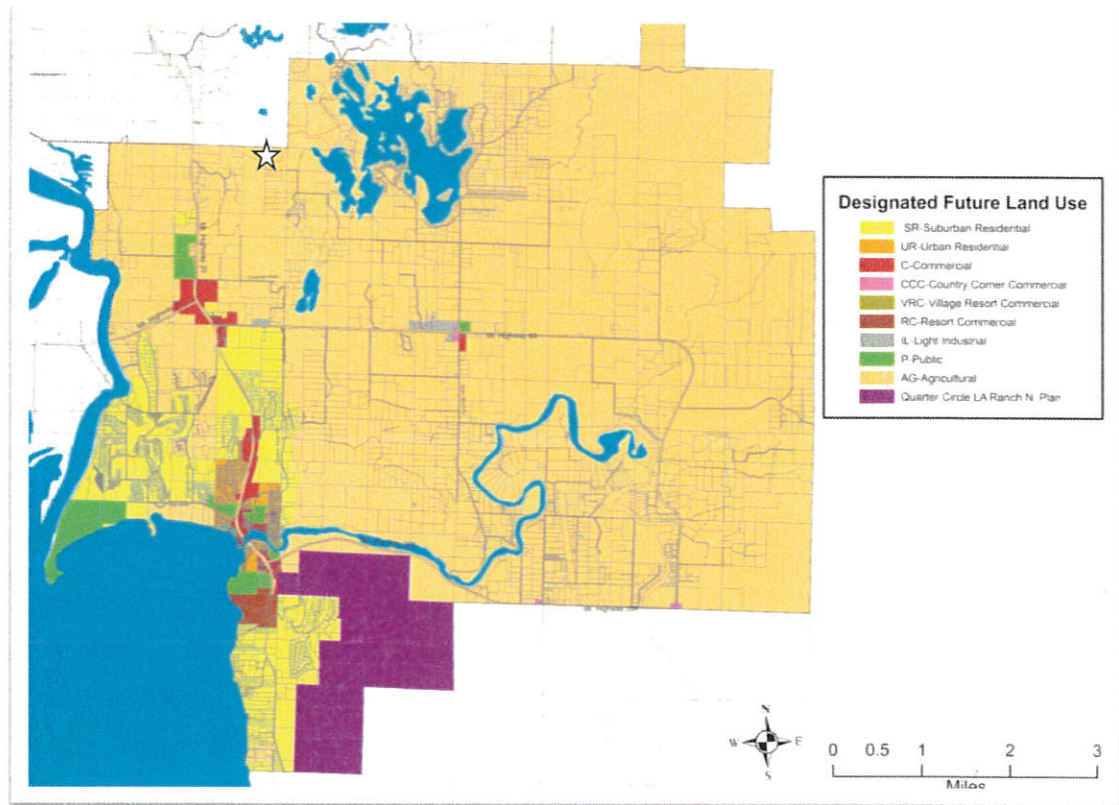 Designated Future Land Use
SR-Suburban Residential
UR-Urban Residential
C-Commercial
CCC-Country Corner Commercial
VRC-Village Resort Commercial
RC-Resort Commercial
IL-Light Industrial
P-Public
AG-Agricultural
Quarter Circle LA Ranch N. Plan
N
W
E
S
0
0.5
1
2
3
Miles